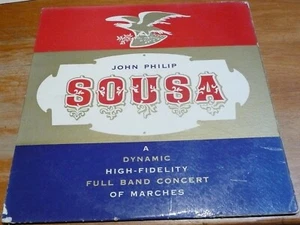 JOHN PHILIP
SOUSA
A
DYNAMIC
HIGH-FIDELITY
FULL BAND CONCERT
OF MARCHES